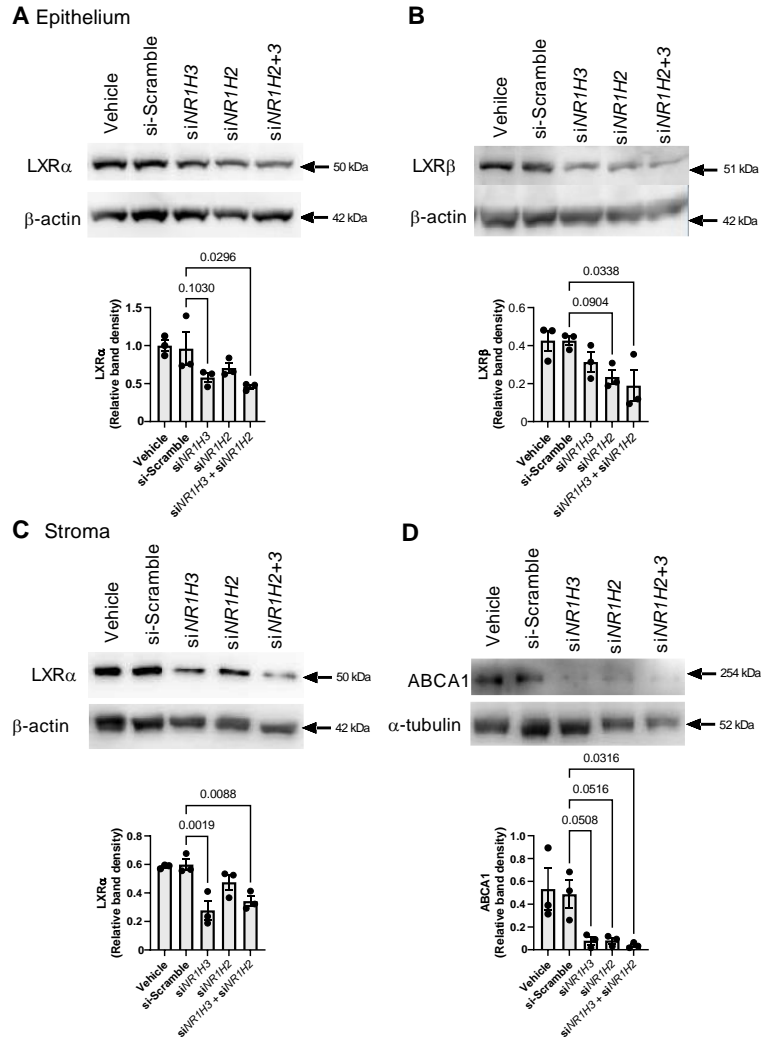 A Epithelium
Vehicle
si-Scramble
siNR1H3
siNR1H2
siNR1H2+3
LXRα
50 kDa
β-actin
42 kDa
0.0296
0.1030
1.5
1.0
0.5
0
LXRα
(Relative band density)
Vehicle
si-Scramble
siNR1H3
siNR1H2
siNR1H3 + siNR1H2
B
Vehilce
si-Scramble
siNR1H3
siNR1H2
siNR1H2+3
LXRβ
51 kDa
β-actin
42 kDa
0.0338
0.0904
0.6
0.4
0.2
0
LXRβ
(Relative band density)
Vehicle
si-Scramble
siNR1H3
siNR1H2
siNR1H3 + siNR1H2
C Stroma
Vehicle
si-Scramble
siNR1H3
siNR1H2
siNR1H2+3
LXRα
50 kDa
β-actin
42 kDa
0.0088
0.0019
0.8
0.6
0.4
0.2
0
LXRα
(Relative band density)
Vehicle
si-Scramble
siNR1H3
siNR1H2
siNR1H3 + siNR1H2
D
Vehicle
si-Scramble
siNR1H3
siNR1H2
siNR1H2+3
ABCA1
254 kDa
α-tubulin
52 kDa
0.0316
0.0516
0.0508
1.0
0.8
0.6
0.4
0.2
0
ABCA1
(Relative band density)
Vehicle
si-Scramble
siNR1H3
siNR1H2
siNR1H3 + siNR1H2